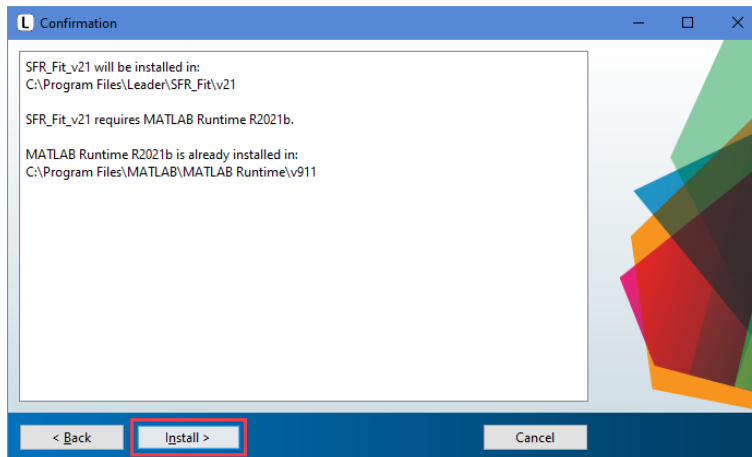 L Confirmation
SFR_Fit_v21 will be installed in:
C:\Program Files\Leader\SFR_Fit\v21
SFR_Fit_v21 requires MATLAB Runtime R2021b.
MATLAB Runtime R2021b is already installed in:
C:\Program Files\MATLAB\MATLAB Runtime\v911
< Back Install > Cancel